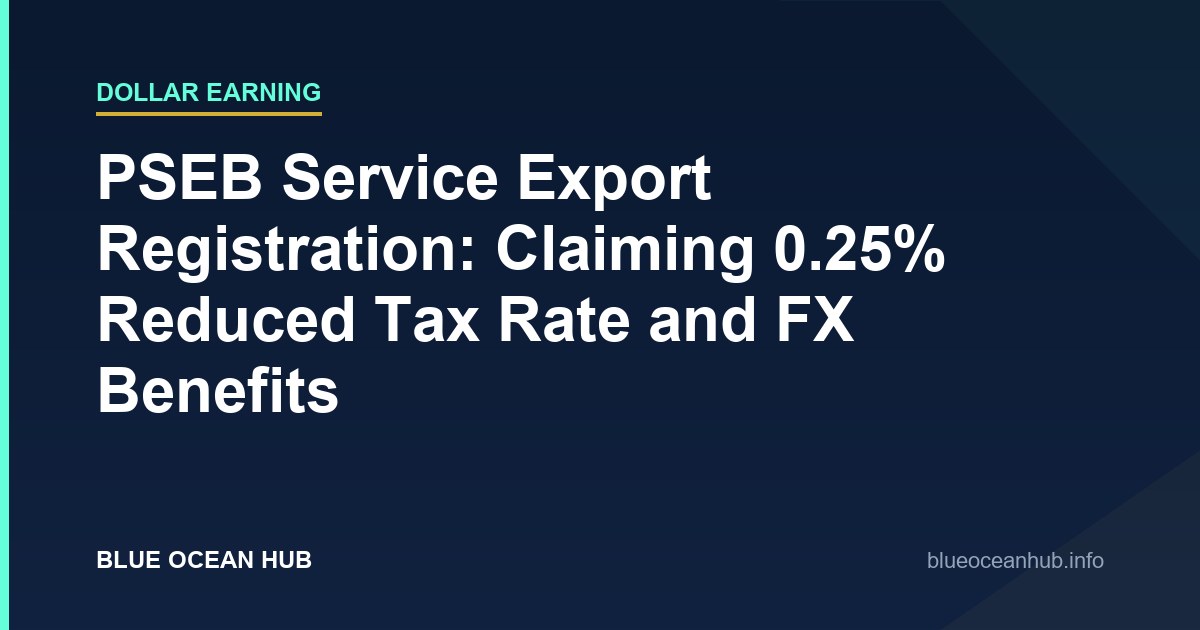 DOLLAR EARNING
PSEB Service Export
Registration: Claiming 0.25%
Reduced Tax Rate and FX
Benefits
BLUE OCEAN HUB
blueoceanhub.info